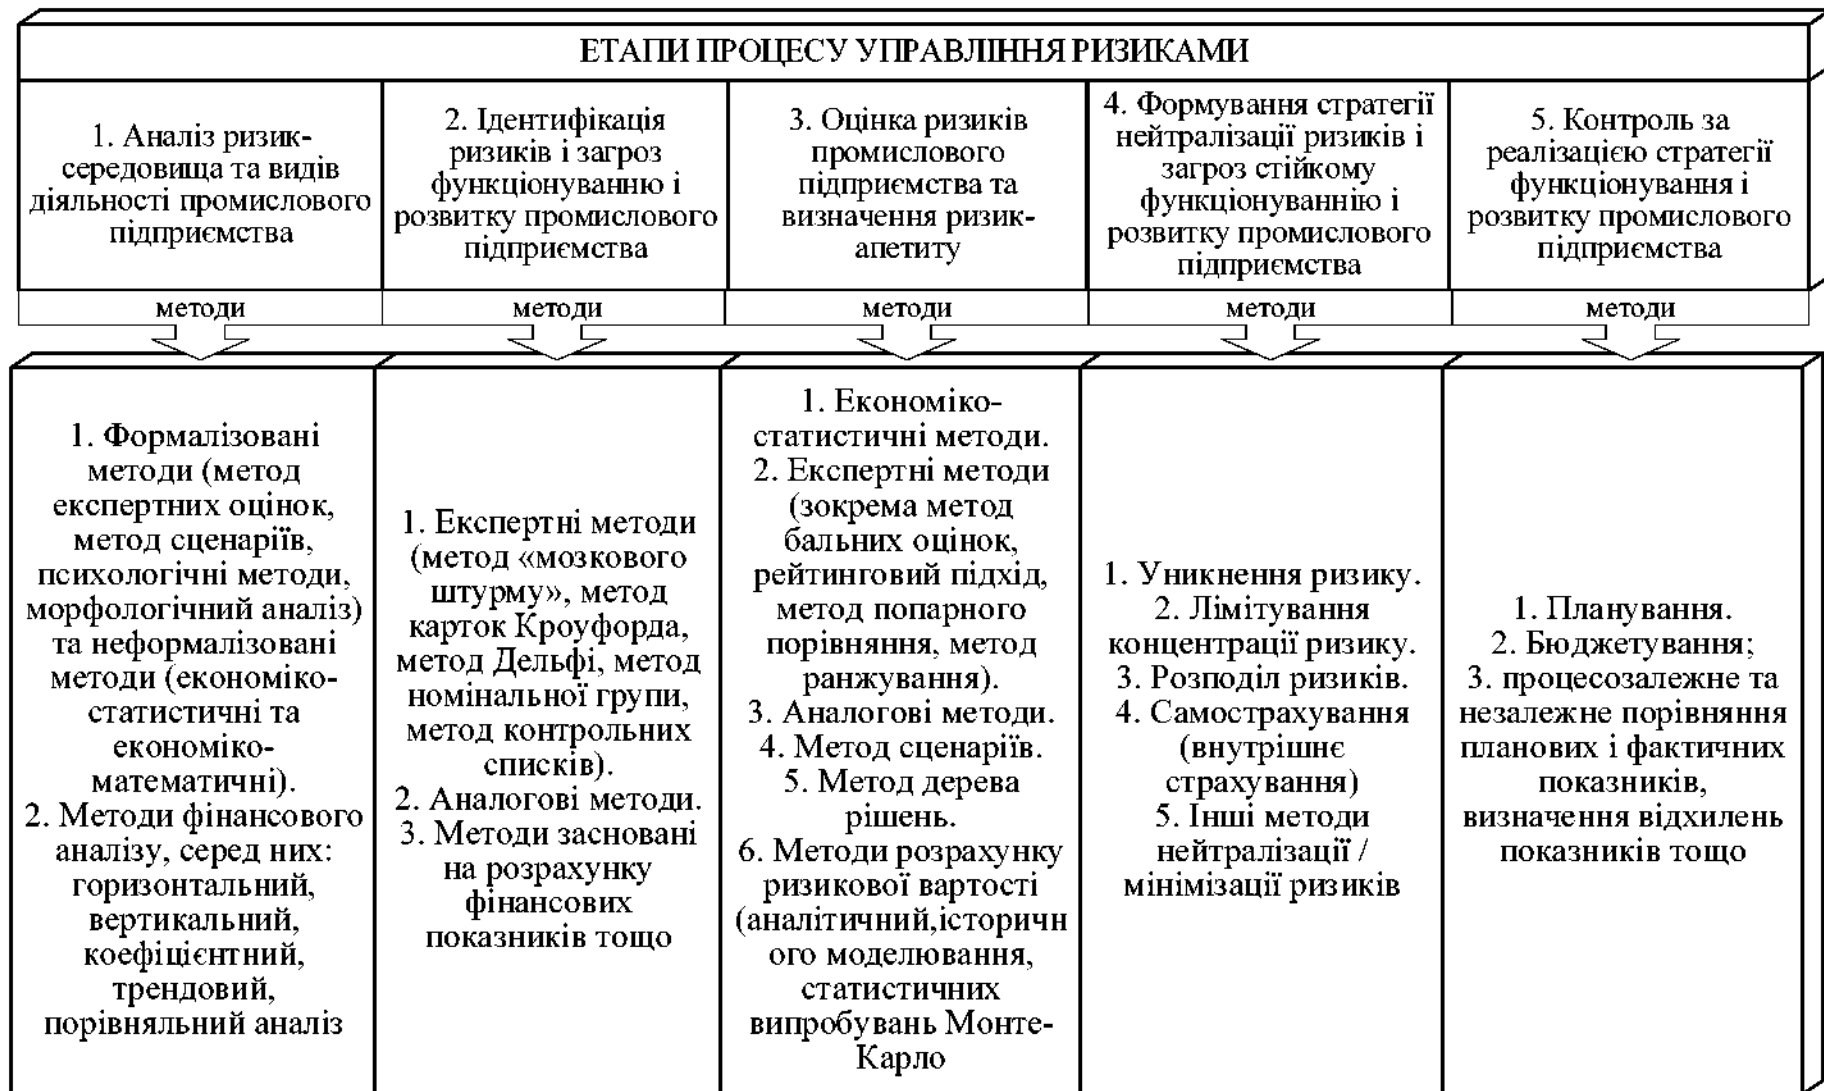 ЕТАПИ ПРОЦЕСУ УПРАВЛІННЯ РИЗИКАМИ
1. Аналіз ризик-
середовища та видів
діяльності промислового
підприємства
2. Ідентифікація
ризиків і загроз
функціонуванню і
розвитку промислового
підприємства
3. Оцінка ризиків
промислового
підприємства та
визначення ризик-
апетиту
4. Формування стратегії
нейтралізації ризиків і
загроз стійкому
функціонуваннію і
розвитку промислового
підприємства
5. Контроль за
реалізацією стратегії
функціонування і
розвитку промислового
підприємства
методи
методи
методи
методи
методи
1. Формалізовані
методи (метод
експертних оцінок,
метод сценаріїв,
психологічні методи,
морфологічний аналіз)
та неформалізовані
методи (економіко-
статистичні та
економіко-
математичні).
2. Методи фінансового
аналізу, серед них:
горизонтальний,
вертикальний,
коефіцієнтний,
трендовий,
порівняльний аналіз
1. Експертні методи
(метод «мозкового
штурму», метод
карток Кроуфорда,
метод Дельфі, метод
номінальної групи,
метод контрольних
списків).
2. Аналогові методи.
3. Методи засновані
на розрахунку
фінансових
показників тощо
1. Економіко-
статистичні методи.
2. Експертні методи
(зокрема метод
бальних оцінок,
рейтинговий підхід,
метод попарного
порівняння, метод
ранжування).
3. Аналогові методи.
4. Метод сценаріїв.
5. Метод дерева
рішень.
6. Методи розрахунку
ризикової вартості
(аналітичний,історичн
ого моделювання,
статистичних
випробувань Монте-
Карло
1. Уникнення ризику.
2. Лімітування
концентрації ризику.
3. Розподіл ризиків.
4. Самострахування
(внутрішнє
страхування)
5. Інші методи
нейтралізації /
мінімізації ризиків
1. Планування.
2. Бюджетування;
3. процесозалежне та
незалежне порівняння
планових і фактичних
показників,
визначення відхилень
показників тощо